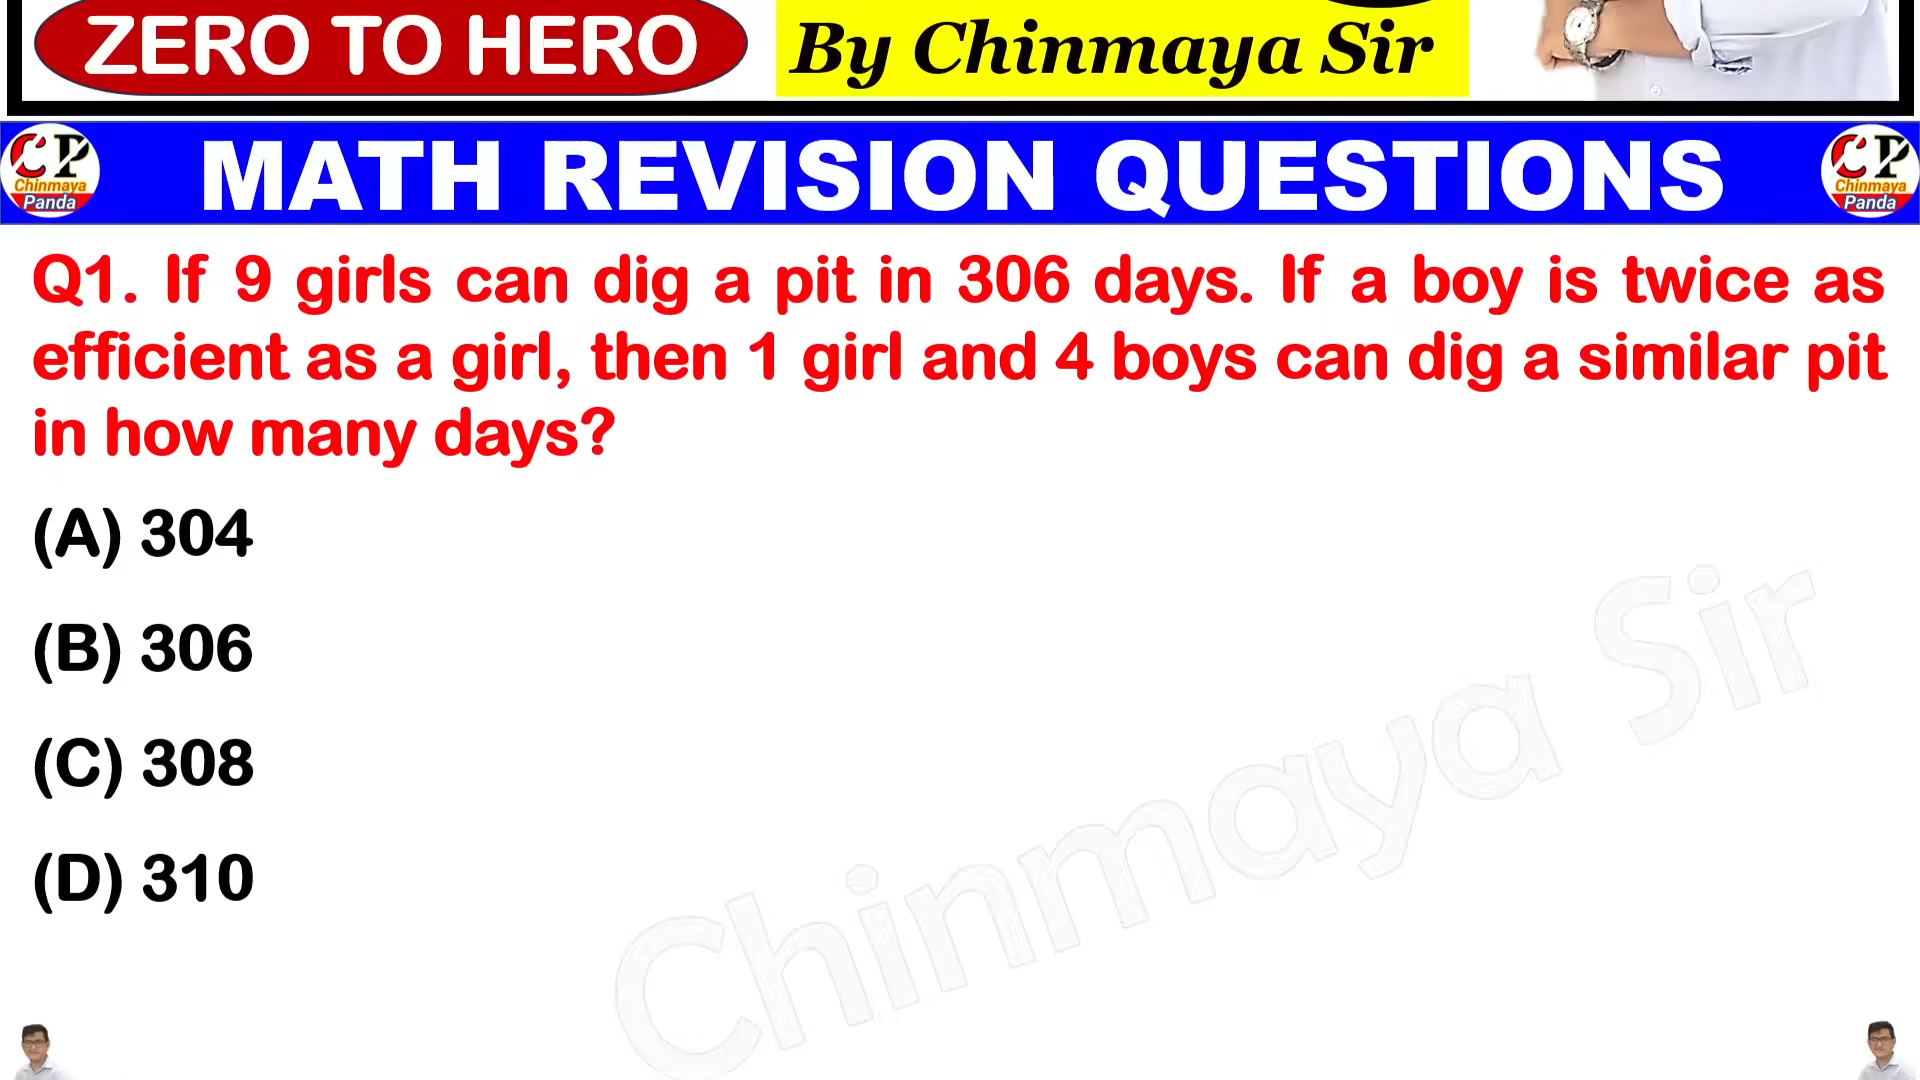 ZERO TO HERO
By Chinmaya Sir
CP
Chinmaya
Panda
MATH REVISION QUESTIONS
CP
Chinmaya
Panda
Q1. If 9 girls can dig a pit in 306 days. If a boy is twice as
efficient as a girl, then 1 girl and 4 boys can dig a similar pit
in how many days?
(A) 304
(B) 306
(C) 308
(D) 310
Chinmaya Sir